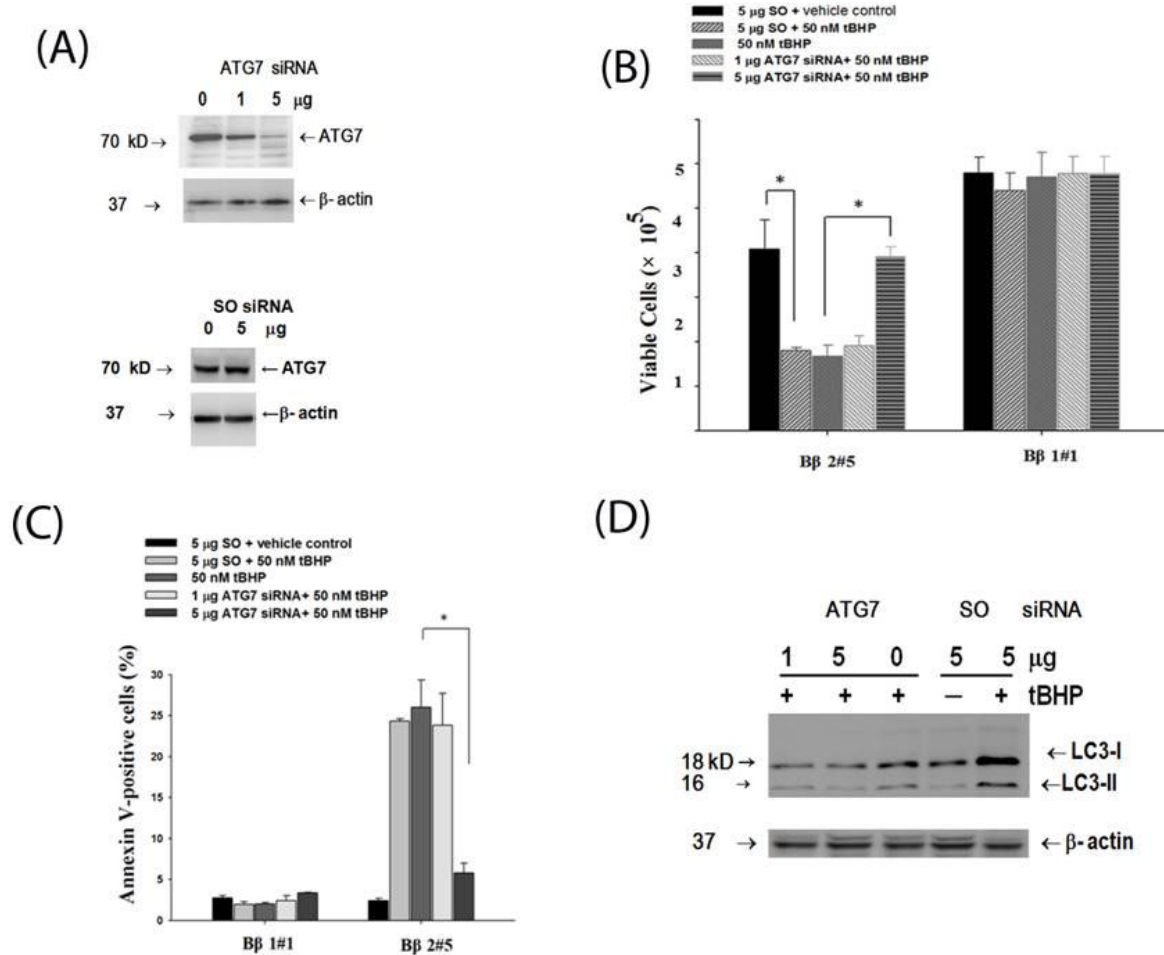 (A)
ATG7 siRNA
0 1 5 μg
70 kD → ← ATG7
37 → ← β- actin
SO siRNA
0 5 μg
70 kD → ← ATG7
37 → ← β- actin
(B)
5 μg SO + vehicle control
5 μg SO + 50 nM tBHP
50 nM tBHP
1 μg ATG7 siRNA+ 50 nM tBHP
5 μg ATG7 siRNA+ 50 nM tBHP
Viable Cells (× 10^5)
5
4
3
2
1
* *
Bβ 2#5 Bβ 1#1
(C)
5 μg SO + vehicle control
5 μg SO + 50 nM tBHP
50 nM tBHP
1 μg ATG7 siRNA+ 50 nM tBHP
5 μg ATG7 siRNA+ 50 nM tBHP
Annexin V-positive cells (%)
*
30
25
20
15
10
5
0
Bβ 1#1 Bβ 2#5
(D)
ATG7 SO siRNA
1 5 0 5 5 μg
+ + + − + tBHP
18 kD → ← LC3-I
16 → ←LC3-II
37 → ← β- actin